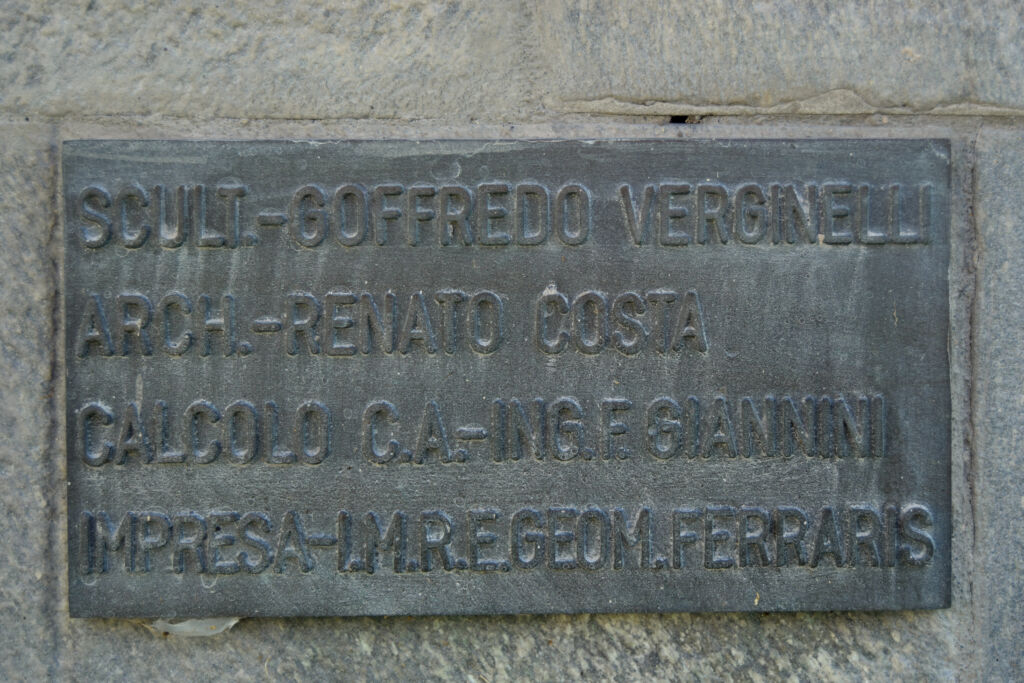 SCULT.-GOFFREDO VERGINELLI
ARCH.-RENATO COSTA
CALCOLO C.A.-ING.F.GIANNINI
IMPRESA-I.M.R.E.GEOM.FERRARIS